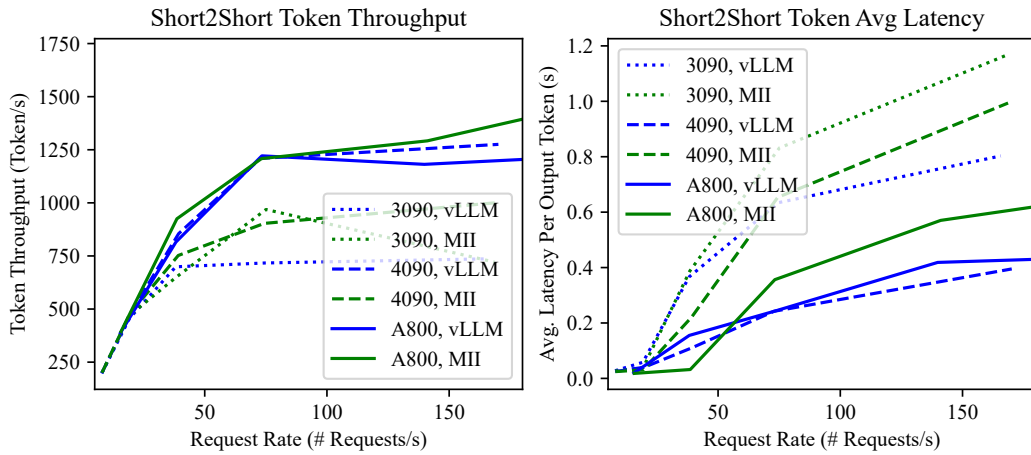 Short2Short Token Throughput
Token Throughput (Token/s)
1750
1500
1250
1000
750
500
250
50
100
150
Request Rate (# Requests/s)
3090, vLLM
3090, MII
4090, vLLM
4090, MII
A800, vLLM
A800, MII
Short2Short Token Avg Latency
Avg. Latency Per Output Token (s)
1.2
1.0
0.8
0.6
0.4
0.2
0.0
50
100
150
Request Rate (# Requests/s)
3090, vLLM
3090, MII
4090, vLLM
4090, MII
A800, vLLM
A800, MII